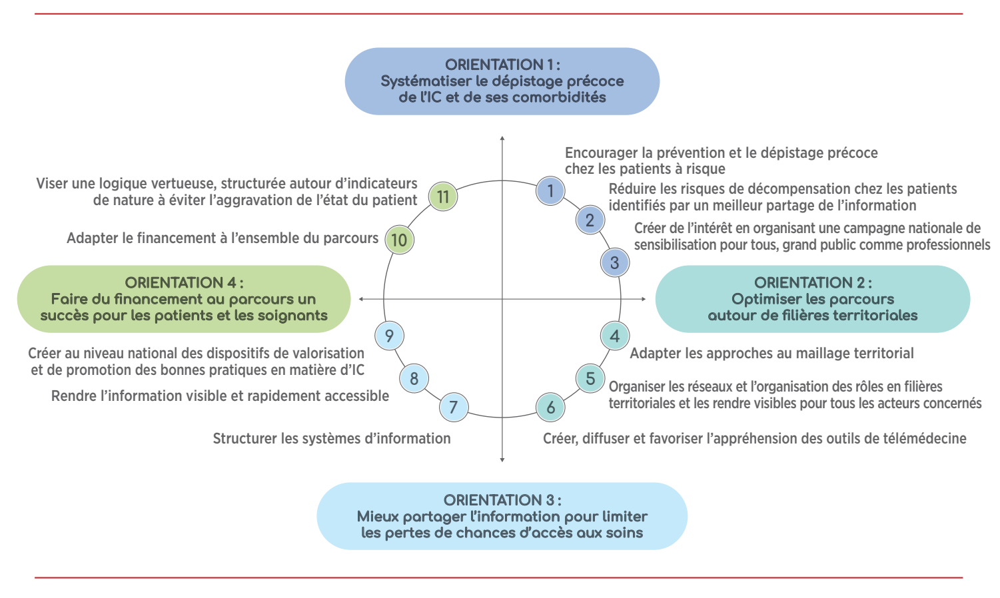 ORIENTATION 1 :
Systématiser le dépistage précoce
de l'IC et de ses comorbidités
1
Encourager la prévention et le dépistage précoce
chez les patients à risque
2
Réduire les risques de décompensation chez les patients
identifiés par un meilleur partage de l'information
3
Créer de l'intérêt en organisant une campagne nationale de
sensibilisation pour tous, grand public comme professionnels
ORIENTATION 2 :
Optimiser les parcours
autour de filières territoriales
4
Adapter les approches au maillage territorial
5
Organiser les réseaux et l'organisation des rôles en filières
territoriales et les rendre visibles pour tous les acteurs concernés
6
Créer, diffuser et favoriser l'appréhension des outils de télémédecine
ORIENTATION 3 :
Mieux partager l'information pour limiter
les pertes de chances d'accès aux soins
7
Structurer les systèmes d'information
8
Rendre l'information visible et rapidement accessible
9
Créer au niveau national des dispositifs de valorisation
et de promotion des bonnes pratiques en matière d'IC
ORIENTATION 4 :
Faire du financement au parcours un
succès pour les patients et les soignants
10
Adapter le financement à l'ensemble du parcours
11
Viser une logique vertueuse, structurée autour d'indicateurs
de nature à éviter l'aggravation de l'état du patient